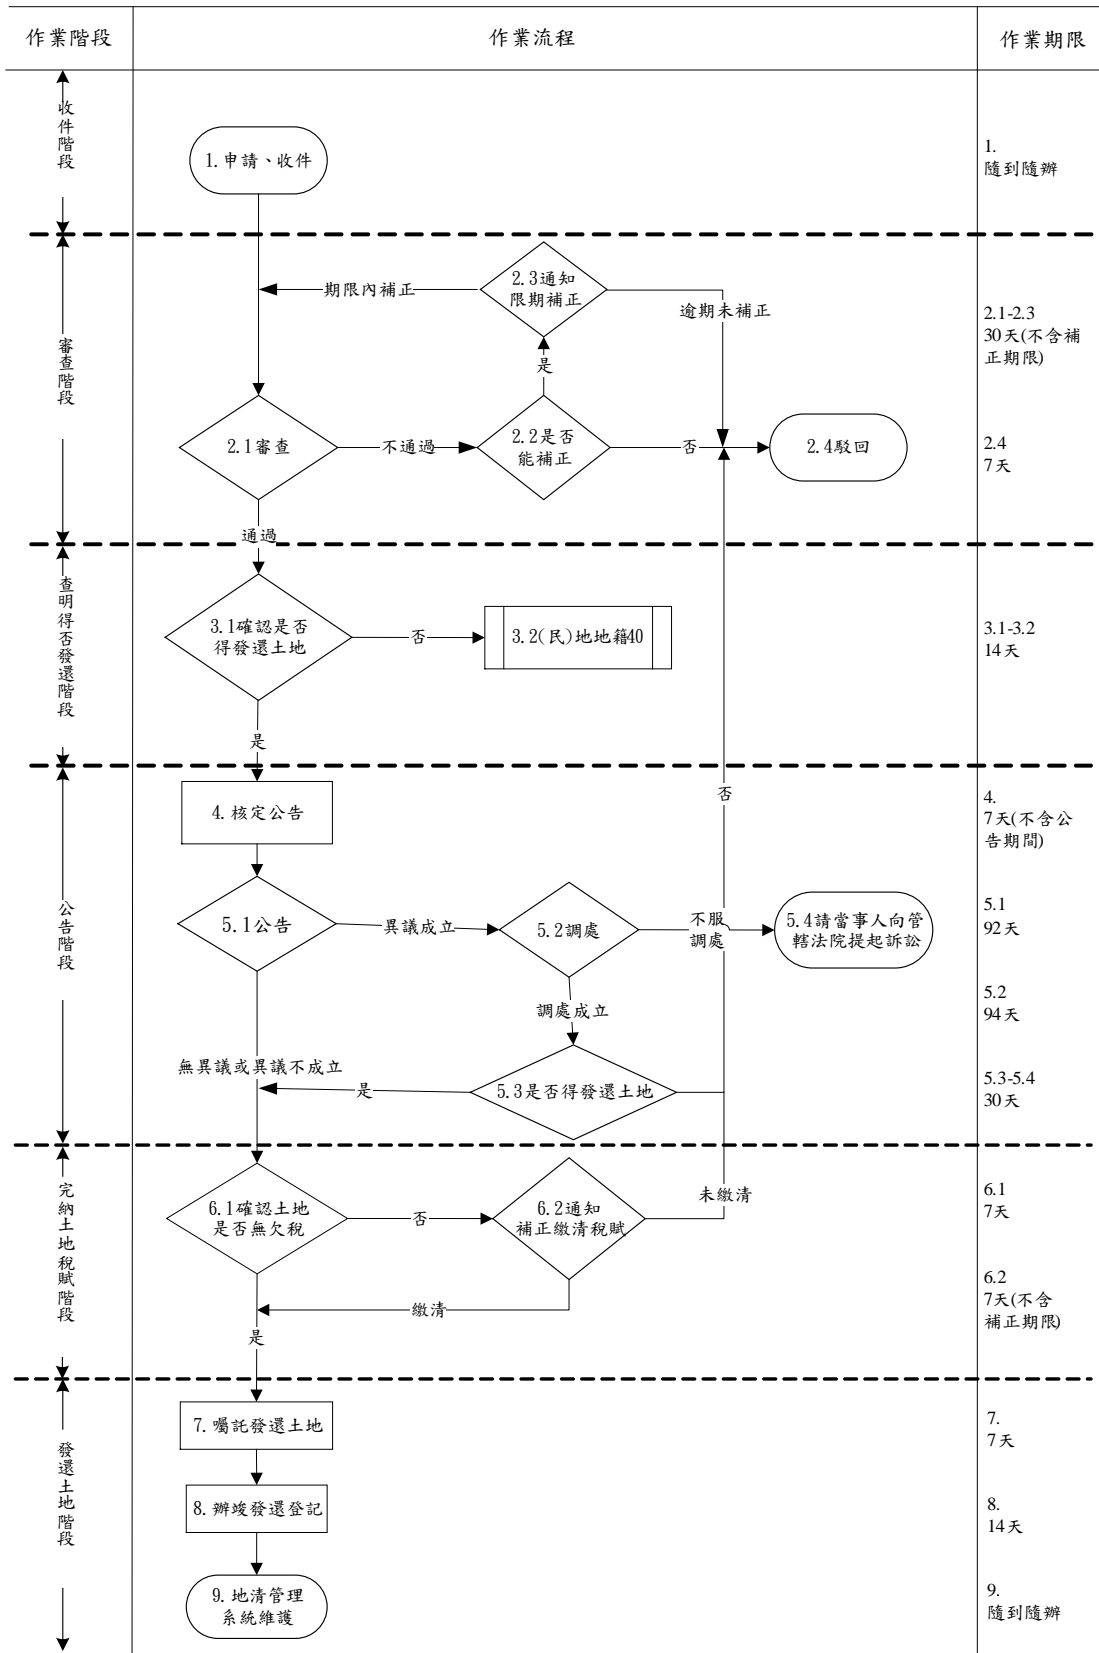 作業階段
作業流程
作業期限
收件階段
1.申請、收件
1.
隨到隨辦
審查階段
2.3通知
限期補正
期限內補正
逾期未補正
是
2.1審查
不通過
2.2是否
能補正
否
2.4駁回
通過
2.1-2.3
30天(不含補
正期限)
2.4
7天
查明得否發還階段
3.1確認是否
得發還土地
否
3.2(民)地地籍40
是
3.1-3.2
14天
公告階段
4.核定公告
否
5.1公告
異議成立
5.2調處
不服
調處
5.4請當事人向管
轄法院提起訴訟
調處成立
無異議或異議不成立
是
5.3是否得發還土地
4.
7天(不含公
告期間)
5.1
92天
5.2
94天
5.3-5.4
30天
完納土地稅賦階段
6.1確認土地
是否無欠稅
否
6.2通知
補正繳清稅賦
未繳清
繳清
是
6.1
7天
6.2
7天(不含
補正期限)
發還土地階段
7.囑託發還土地
8.辦竣發還登記
9.地清管理
系統維護
7.
7天
8.
14天
9.
隨到隨辦